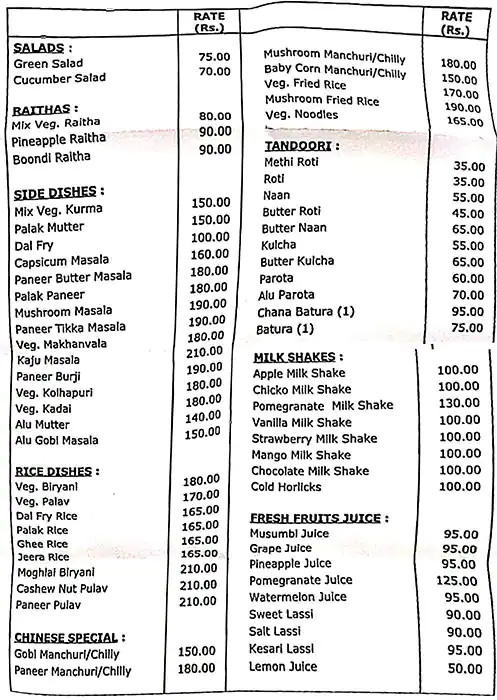 RATE
(Rs.)
SALADS :
Green Salad 75.00
Cucumber Salad 70.00
RAITHAS :
Mix Veg. Raitha 80.00
Pineapple Raitha 90.00
Boondi Raitha 90.00
SIDE DISHES :
Mix Veg. Kurma 150.00
Palak Mutter 150.00
Dal Fry 100.00
Capsicum Masala 160.00
Paneer Butter Masala 180.00
Palak Paneer 180.00
Mushroom Masala 190.00
Paneer Tikka Masala 190.00
Veg. Makhanvala 180.00
Kaju Masala 210.00
Paneer Burji 190.00
Veg. Kolhapuri 180.00
Veg. Kadai 180.00
Alu Mutter 140.00
Alu Gobi Masala 150.00
RICE DISHES :
Veg. Biryani 180.00
Veg. Palav 170.00
Dal Fry Rice 165.00
Palak Rice 165.00
Ghee Rice 165.00
Jeera Rice 165.00
Moghlai Biryani 210.00
Cashew Nut Pulav 210.00
Paneer Pulav 210.00
CHINESE SPECIAL :
Gobi Manchuri/Chilly 150.00
Paneer Manchuri/Chilly 180.00
RATE
(Rs.)
Mushroom Manchuri/Chilly 180.00
Baby Corn Manchuri/Chilly 150.00
Veg. Fried Rice 170.00
Mushroom Fried Rice 190.00
Veg. Noodles 165.00
TANDOORI :
Methi Roti 35.00
Roti 35.00
Naan 55.00
Butter Roti 45.00
Butter Naan 65.00
Kulcha 55.00
Butter Kulcha 65.00
Parota 60.00
Alu Parota 70.00
Chana Batura (1) 95.00
Batura (1) 75.00
MILK SHAKES :
Apple Milk Shake 100.00
Chicko Milk Shake 100.00
Pomegranate Milk Shake 130.00
Vanilla Milk Shake 100.00
Strawberry Milk Shake 100.00
Mango Milk Shake 100.00
Chocolate Milk Shake 100.00
Cold Horlicks 100.00
FRESH FRUITS JUICE :
Musumbi Juice 95.00
Grape Juice 95.00
Pineapple Juice 95.00
Pomegranate Juice 125.00
Watermelon Juice 95.00
Sweet Lassi 90.00
Salt Lassi 90.00
Kesari Lassi 95.00
Lemon Juice 50.00